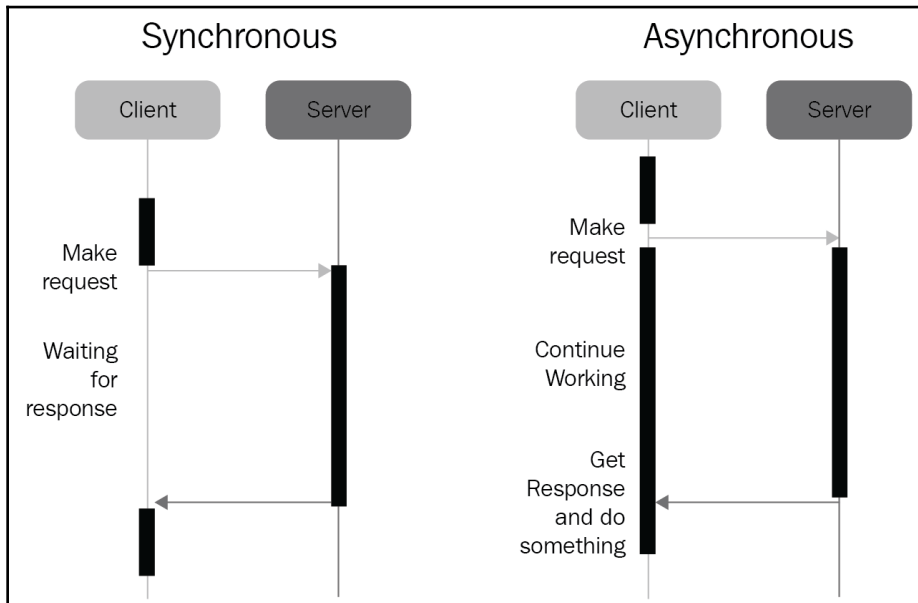 Synchronous
Client
Server
Make
request
Waiting
for
response
Asynchronous
Client
Server
Make
request
Continue
Working
Get
Response
and do
something